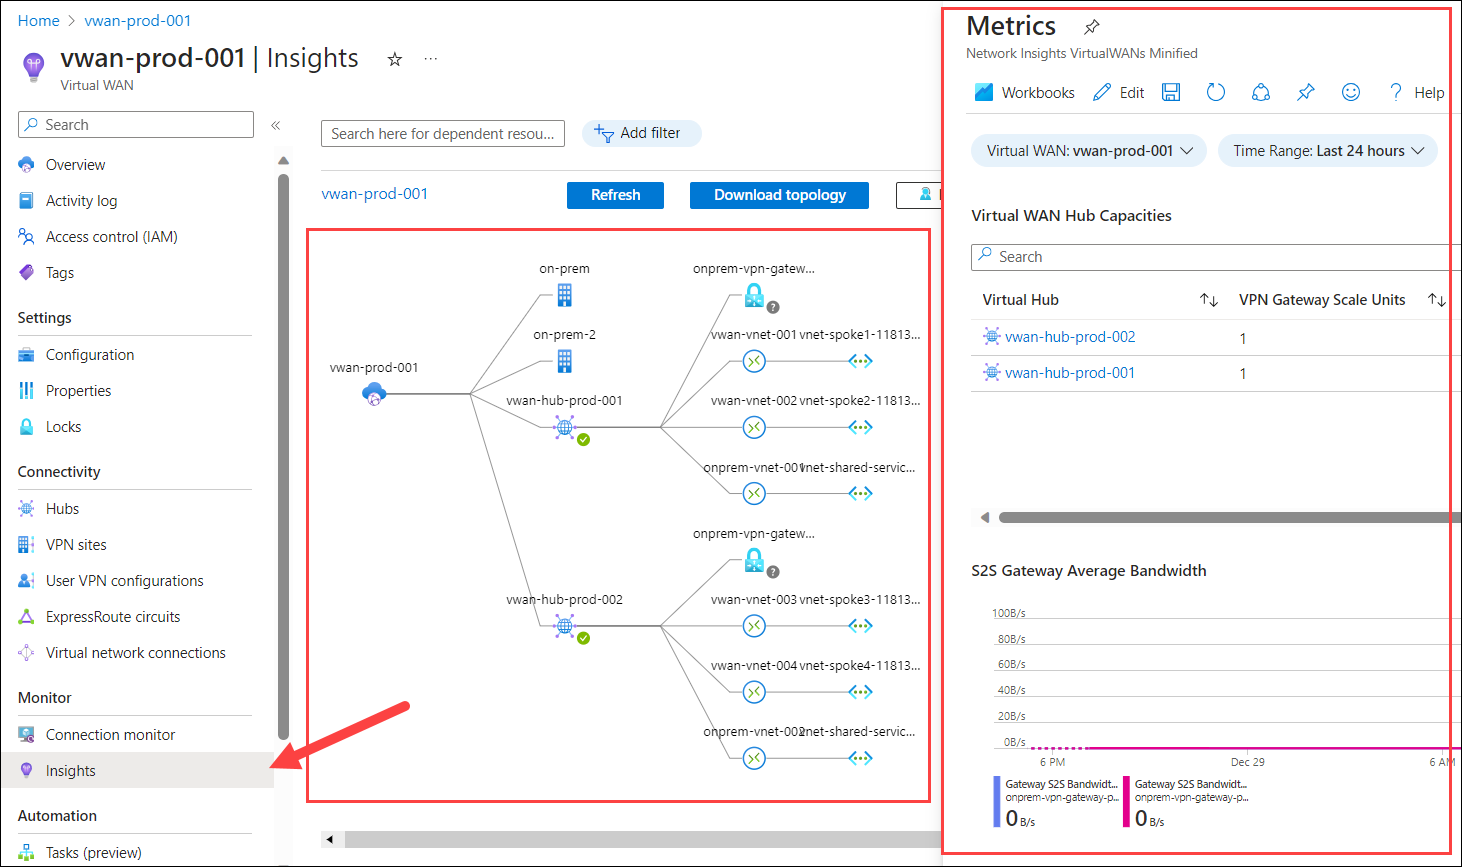 Home > vwan-prod-001
vwan-prod-001 | Insights
Virtual WAN
Search
Overview
Activity log
Access control (IAM)
Tags
Settings
Configuration
Properties
Locks
Connectivity
Hubs
VPN sites
User VPN configurations
ExpressRoute circuits
Virtual network connections
Monitor
Connection monitor
Insights
Automation
Tasks (preview)
Search here for dependent resou...
Add filter
vwan-prod-001
Refresh
Download topology
vwan-prod-001
on-prem
on-prem-2
vwan-hub-prod-001
vwan-hub-prod-002
onprem-vpn-gatew...
vwan-vnet-001 vnet-spoke1-11813...
vwan-vnet-002 vnet-spoke2-11813...
onprem-vnet-001 vnet-shared-servic...
onprem-vpn-gatew...
vwan-vnet-003 vnet-spoke3-11813...
vwan-vnet-004 vnet-spoke4-11813...
onprem-vnet-002 vnet-shared-servic...
Metrics
Network Insights VirtualWANs Minified
Workbooks Edit ? Help
Virtual WAN: vwan-prod-001 Time Range: Last 24 hours
Virtual WAN Hub Capacities
Search
Virtual Hub VPN Gateway Scale Units
vwan-hub-prod-002 1
vwan-hub-prod-001 1
S2S Gateway Average Bandwidth
100B/s
80B/s
60B/s
40B/s
20B/s
0B/s
6 PM Dec 29 6 AM
Gateway S2S Bandwidt... Gateway S2S Bandwidt...
onprem-vpn-gateway-p... onprem-vpn-gateway-p...
0 B/s 0 B/s